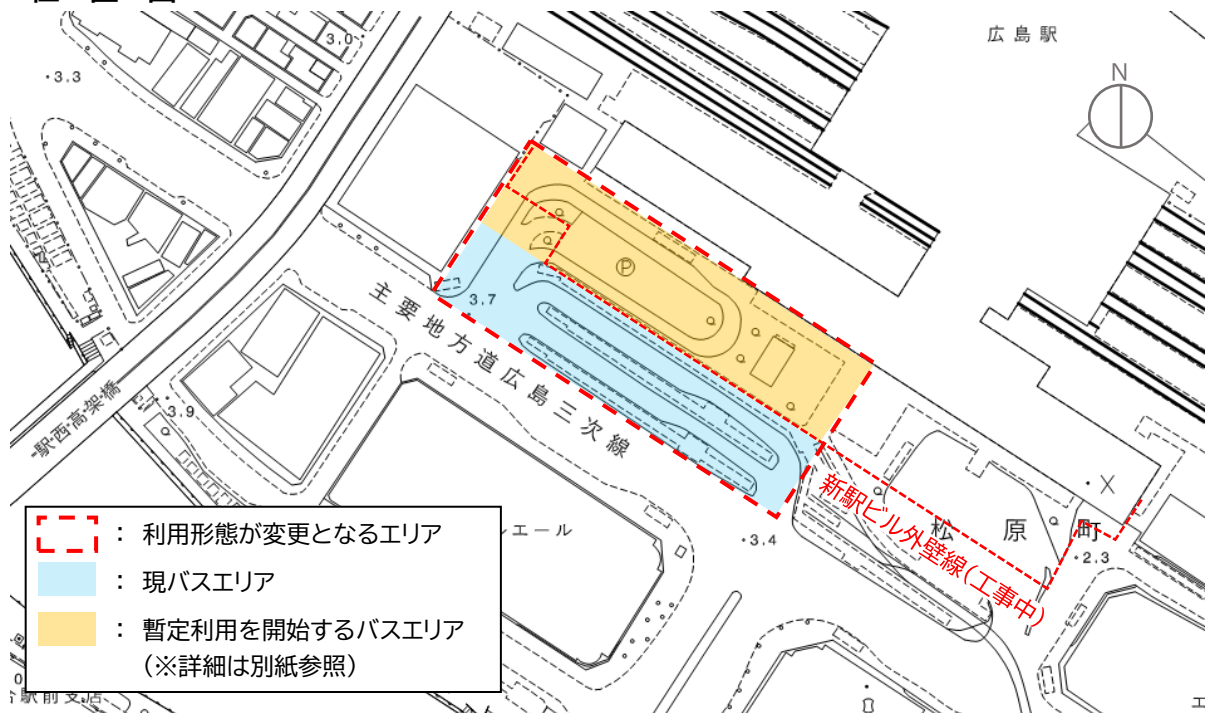 広島駅
N
3.0
・3.3
P
3.7
主要地方道広島三次線
3.9
駅西高架橋
新駅ビル外壁線(工事中)
松原町
・3.4
・2.3
エール
：利用形態が変更となるエリア
：現バスエリア
：暫定利用を開始するバスエリア
(※詳細は別紙参照)
駅前支店
エ